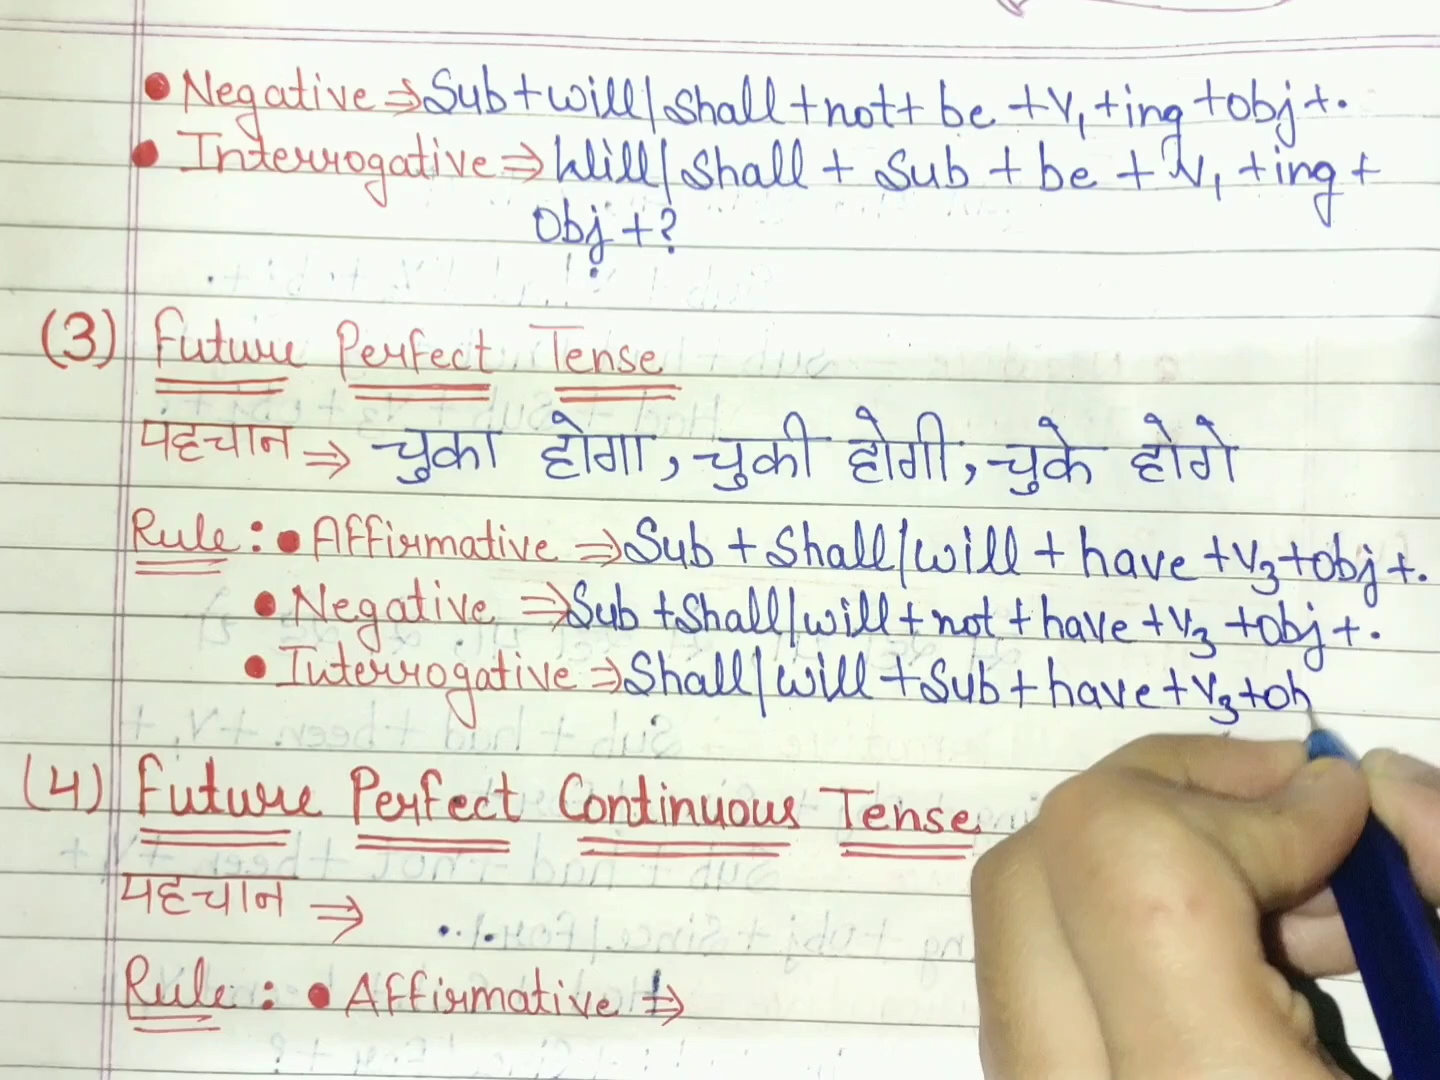 • Negative ⇒ Sub + will/shall + not + be + V₁ + ing + obj + .
• Interrogative ⇒ Will/Shall + Sub + be + V₁ + ing +
Obj + ?
(3) Future Perfect Tense
पहचान ⇒ चुका होगा, चुकी होगी, चुके होगे
Rule : • Affirmative ⇒ Sub + Shall/will + have + V₃ + obj + .
• Negative ⇒ Sub + Shall/will + not + have + V₃ + obj + .
• Interrogative ⇒ Shall/will + Sub + have + V₃ + ob
(4) Future Perfect Continuous Tense
पहचान ⇒
Rule : • Affirmative ⇒